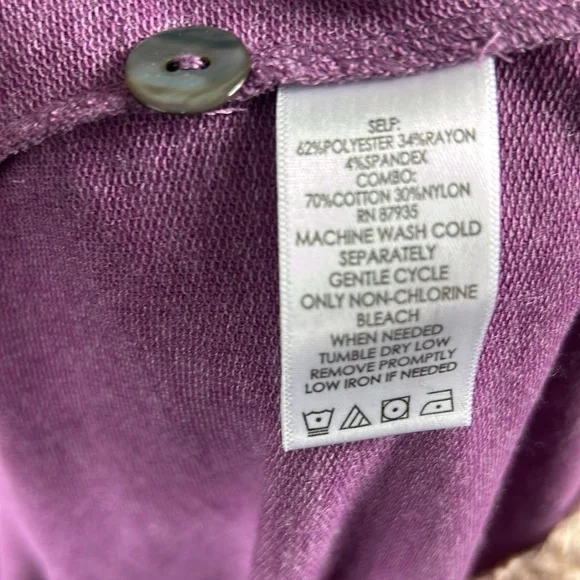 SELF:
62%POLYESTER 34%RAYON
4%SPANDEX
COMBO:
70%COTTON 30%NYLON
RN 87935
MACHINE WASH COLD
SEPARATELY
GENTLE CYCLE
ONLY NON-CHLORINE
BLEACH
WHEN NEEDED
TUMBLE DRY LOW
REMOVE PROMPTLY
LOW IRON IF NEEDED